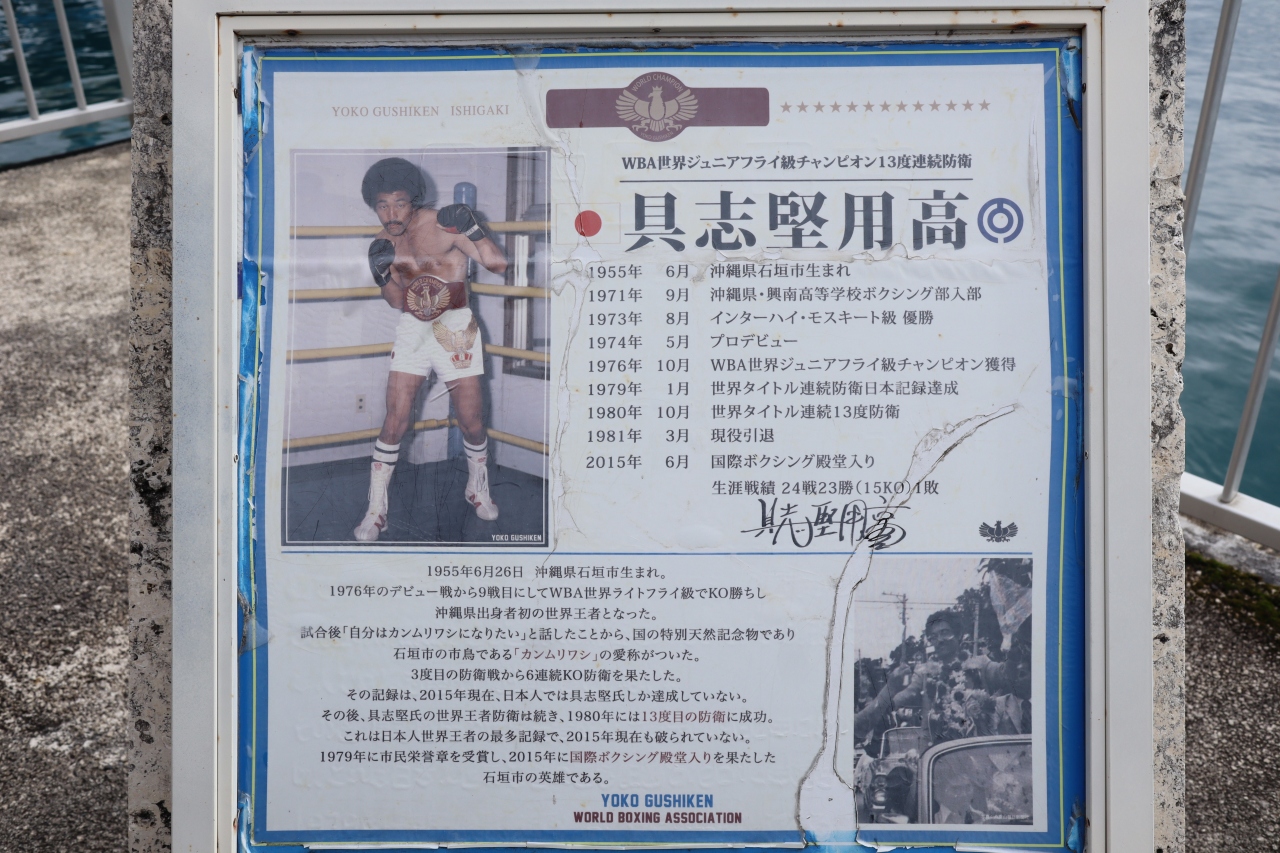 YOKO GUSHIKEN ISHIGAKI
WORLD CHAMPION
WBA世界ジュニアフライ級チャンピオン13度連続防衛
具志堅用高
1955年 6月 沖縄県石垣市生まれ
1971年 9月 沖縄県・興南高等学校ボクシング部入部
1973年 8月 インターハイ・モスキート級 優勝
1974年 5月 プロデビュー
1976年 10月 WBA世界ジュニアフライ級チャンピオン獲得
1979年 1月 世界タイトル連続防衛日本記録達成
1980年 10月 世界タイトル連続13度防衛
1981年 3月 現役引退
2015年 6月 国際ボクシング殿堂入り
生涯戦績 24戦23勝(15KO)1敗
具志堅用高
YOKO GUSHIKEN
1955年6月26日 沖縄県石垣市生まれ。
1976年のデビュー戦から9戦目にしてWBA世界ライトフライ級でKO勝ちし
沖縄県出身者初の世界王者となった。
試合後「自分はカンムリワシになりたい」と話したことから、国の特別天然記念物であり
石垣市の市鳥である「カンムリワシ」の愛称がついた。
3度目の防衛戦から6連続KO防衛を果たした。
その記録は、2015年現在、日本人では具志堅氏しか達成していない。
その後、具志堅氏の世界王者防衛は続き、1980年には13度目の防衛に成功。
これは日本人世界王者の最多記録で、2015年現在も破られていない。
1979年に市民栄誉章を受賞し、2015年に国際ボクシング殿堂入りを果たした
石垣市の英雄である。
YOKO GUSHIKEN
WORLD BOXING ASSOCIATION